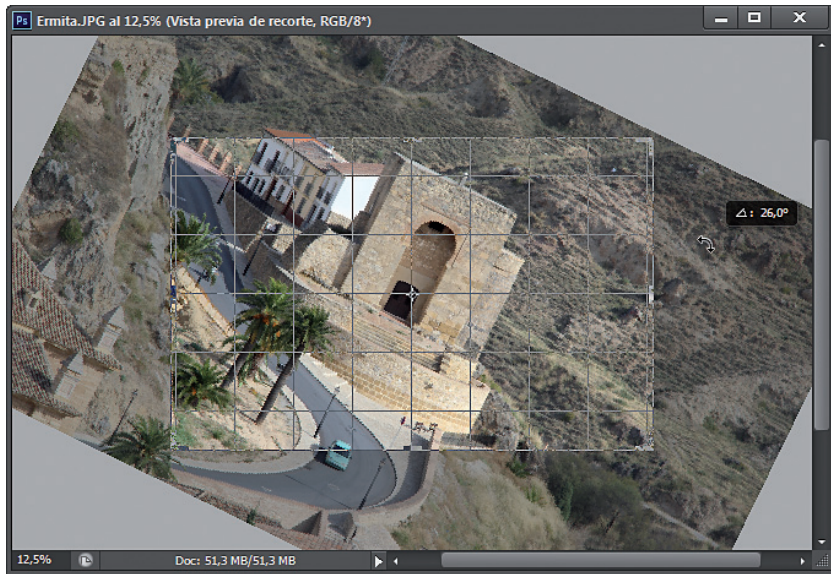 Ps Ermita.JPG al 12,5% (Vista previa de recorte, RGB/8*)
⊿: 26,0º
12,5% Doc: 51,3 MB/51,3 MB